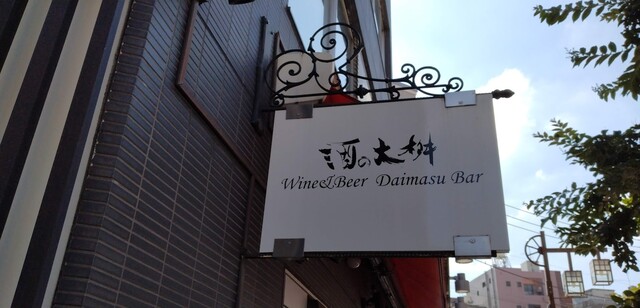 酒の大桝
Wine&Beer Daimasu Bar